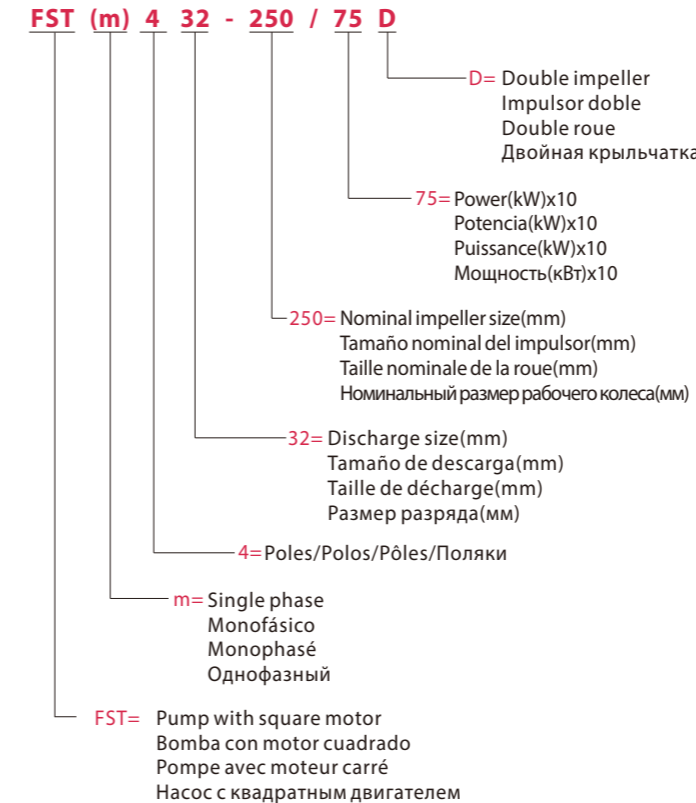 FST (m) 4 32 - 250 / 75 D
D= Double impeller
Impulsor doble
Double roue
Двойная крыльчатка
75= Power(kW)x10
Potencia(kW)x10
Puissance(kW)x10
Мощность(кВт)x10
250= Nominal impeller size(mm)
Tamaño nominal del impulsor(mm)
Taille nominale de la roue(mm)
Номинальный размер рабочего колеса(мм)
32= Discharge size(mm)
Tamaño de descarga(mm)
Taille de décharge(mm)
Размер разряда(мм)
4=Poles/Polos/Pôles/Поляки
m= Single phase
Monofásico
Monophasé
Однофазный
FST= Pump with square motor
Bomba con motor cuadrado
Pompe avec moteur carré
Насос с квадратным двигателем